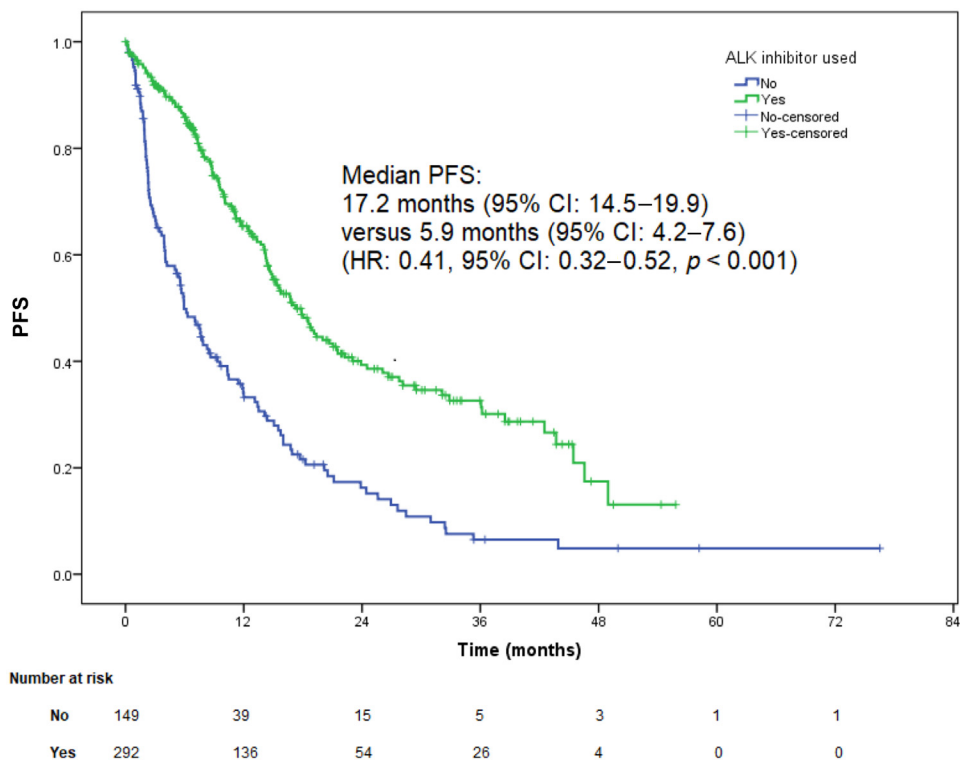 1.0
0.8
0.6
0.4
0.2
0.0
PFS
ALK inhibitor used
No
Yes
No-censored
Yes-censored
Median PFS:
17.2 months (95% CI: 14.5–19.9)
versus 5.9 months (95% CI: 4.2–7.6)
(HR: 0.41, 95% CI: 0.32–0.52, p < 0.001)
0 12 24 36 48 60 72 84
Time (months)
Number at risk
No 149 39 15 5 3 1 1
Yes 292 136 54 26 4 0 0